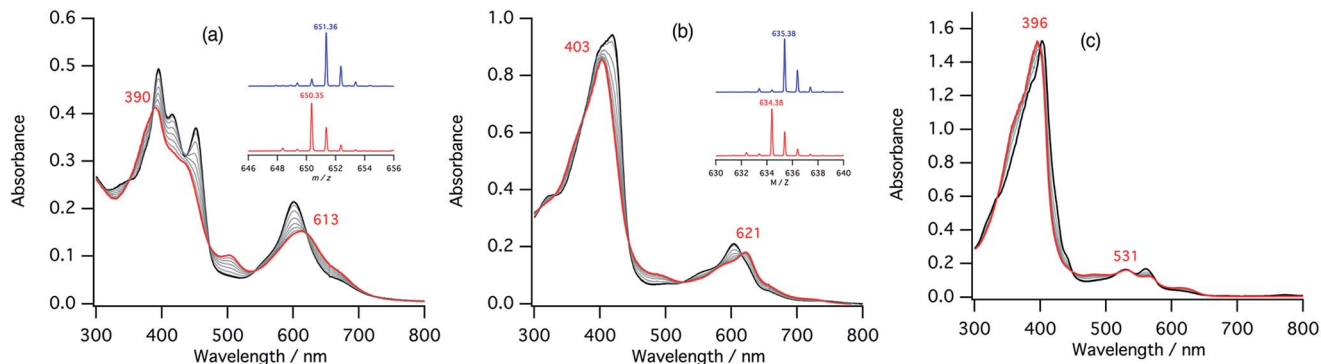 (a)
0.6
0.5
0.4
0.3
0.2
0.1
0.0
Absorbance
390
613
651.36
650.35
646 648 650 652 654 656
m/z
300 400 500 600 700 800
Wavelength / nm
(b)
1.0
0.8
0.6
0.4
0.2
0.0
Absorbance
403
621
635.38
634.38
630 632 634 636 638 640
M / Z
300 400 500 600 700 800
Wavelength / nm
(c)
1.6
1.4
1.2
1.0
0.8
0.6
0.4
0.2
0.0
Absorbance
396
531
300 400 500 600 700 800
Wavelength / nm